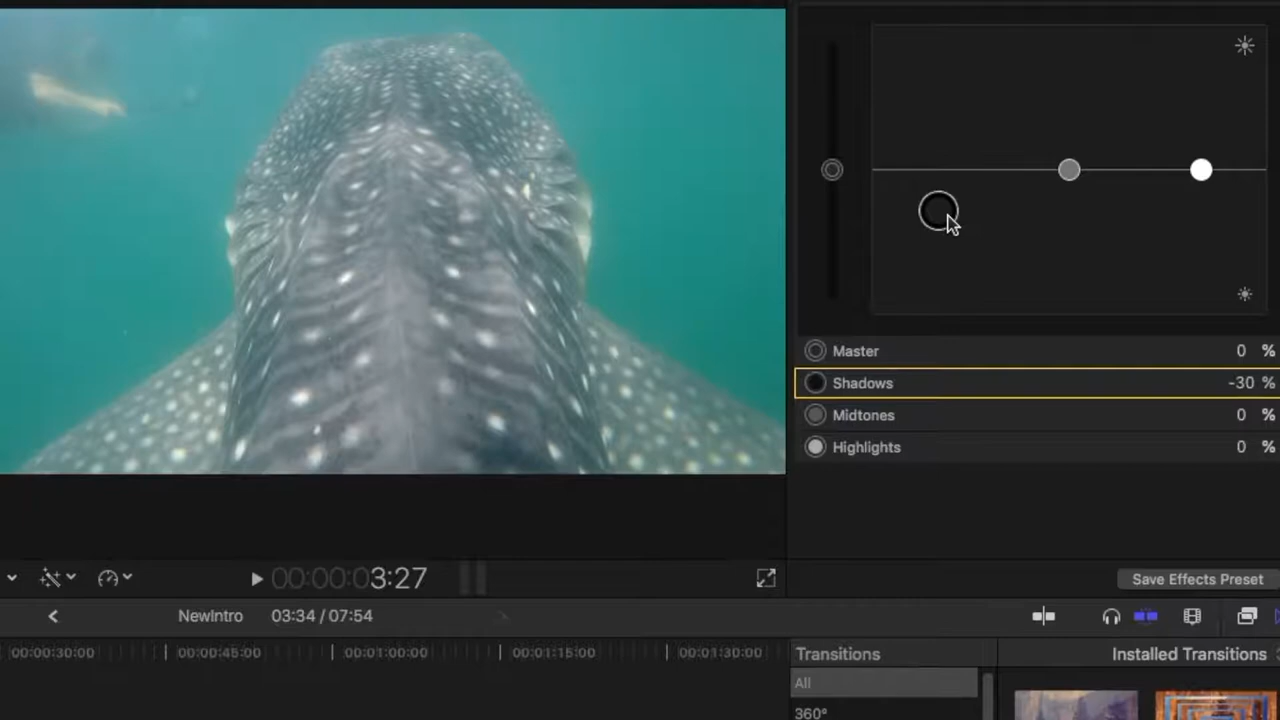 Master 0 %
Shadows -30 %
Midtones 0 %
Highlights 0 %
00:00:03:27
Save Effects Preset
NewIntro 03:34 / 07:54
00:00:30:00 00:00:45:00 00:01:00:00 00:01:15:00 00:01:30:00
Transitions Installed Transitions
All
360°